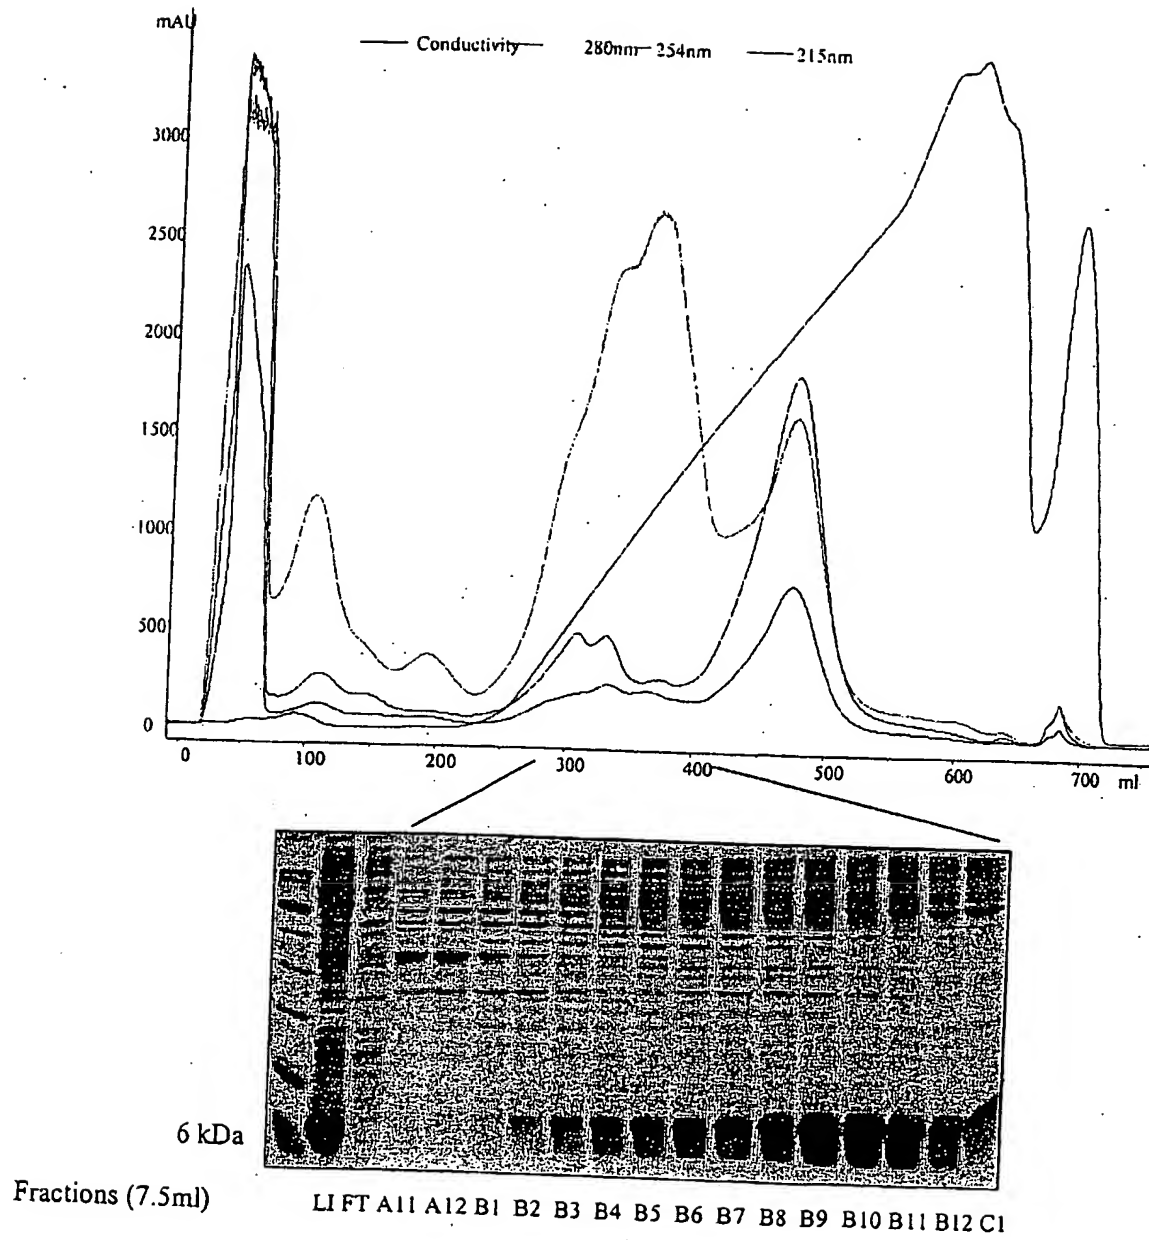 mAU
Conductivity 280nm 254nm 215nm
3000
2500
2000
1500
1000
500
0
0 100 200 300 400 500 600 700 ml
6 kDa
Fractions (7.5ml) LI FT A11 A12 B1 B2 B3 B4 B5 B6 B7 B8 B9 B10 B11 B12 C1